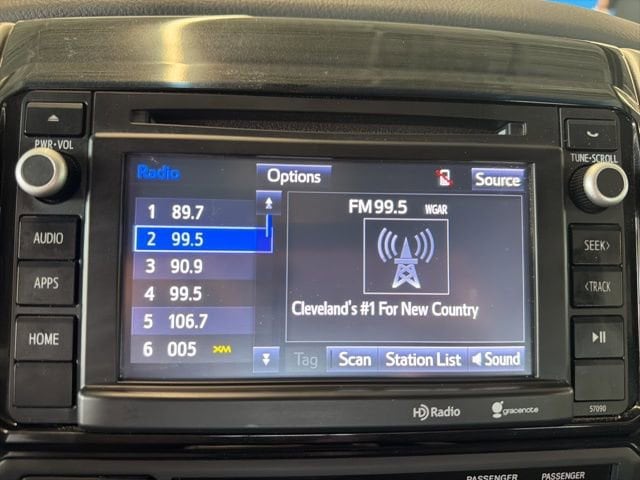 PWR•VOL
TUNE•SCROLL
Radio
Options
Source
AUDIO
APPS
HOME
1 89.7
2 99.5
3 90.9
4 99.5
5 106.7
6 005 XM
FM 99.5 WGAR
Cleveland's #1 For New Country
Tag Scan Station List Sound
SEEK>
<TRACK
HD Radio
gracenote
57090
PASSENGER
PASSENGER